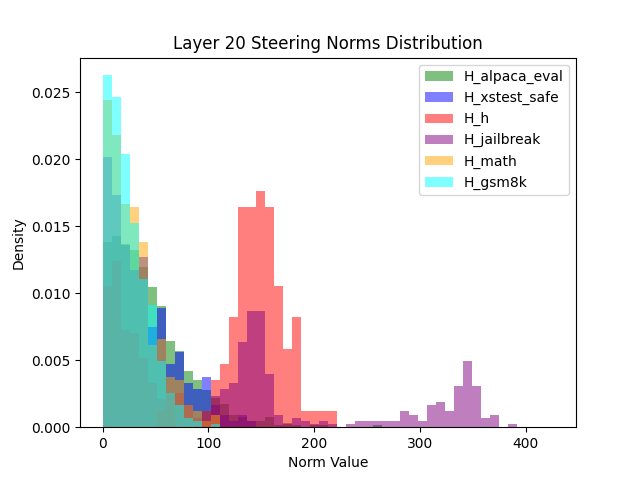 Layer 20 Steering Norms Distribution
H_alpaca_eval
H_xstest_safe
H_h
H_jailbreak
H_math
H_gsm8k
0.025
0.020
0.015
0.010
0.005
0.000
Density
0
100
200
300
400
Norm Value